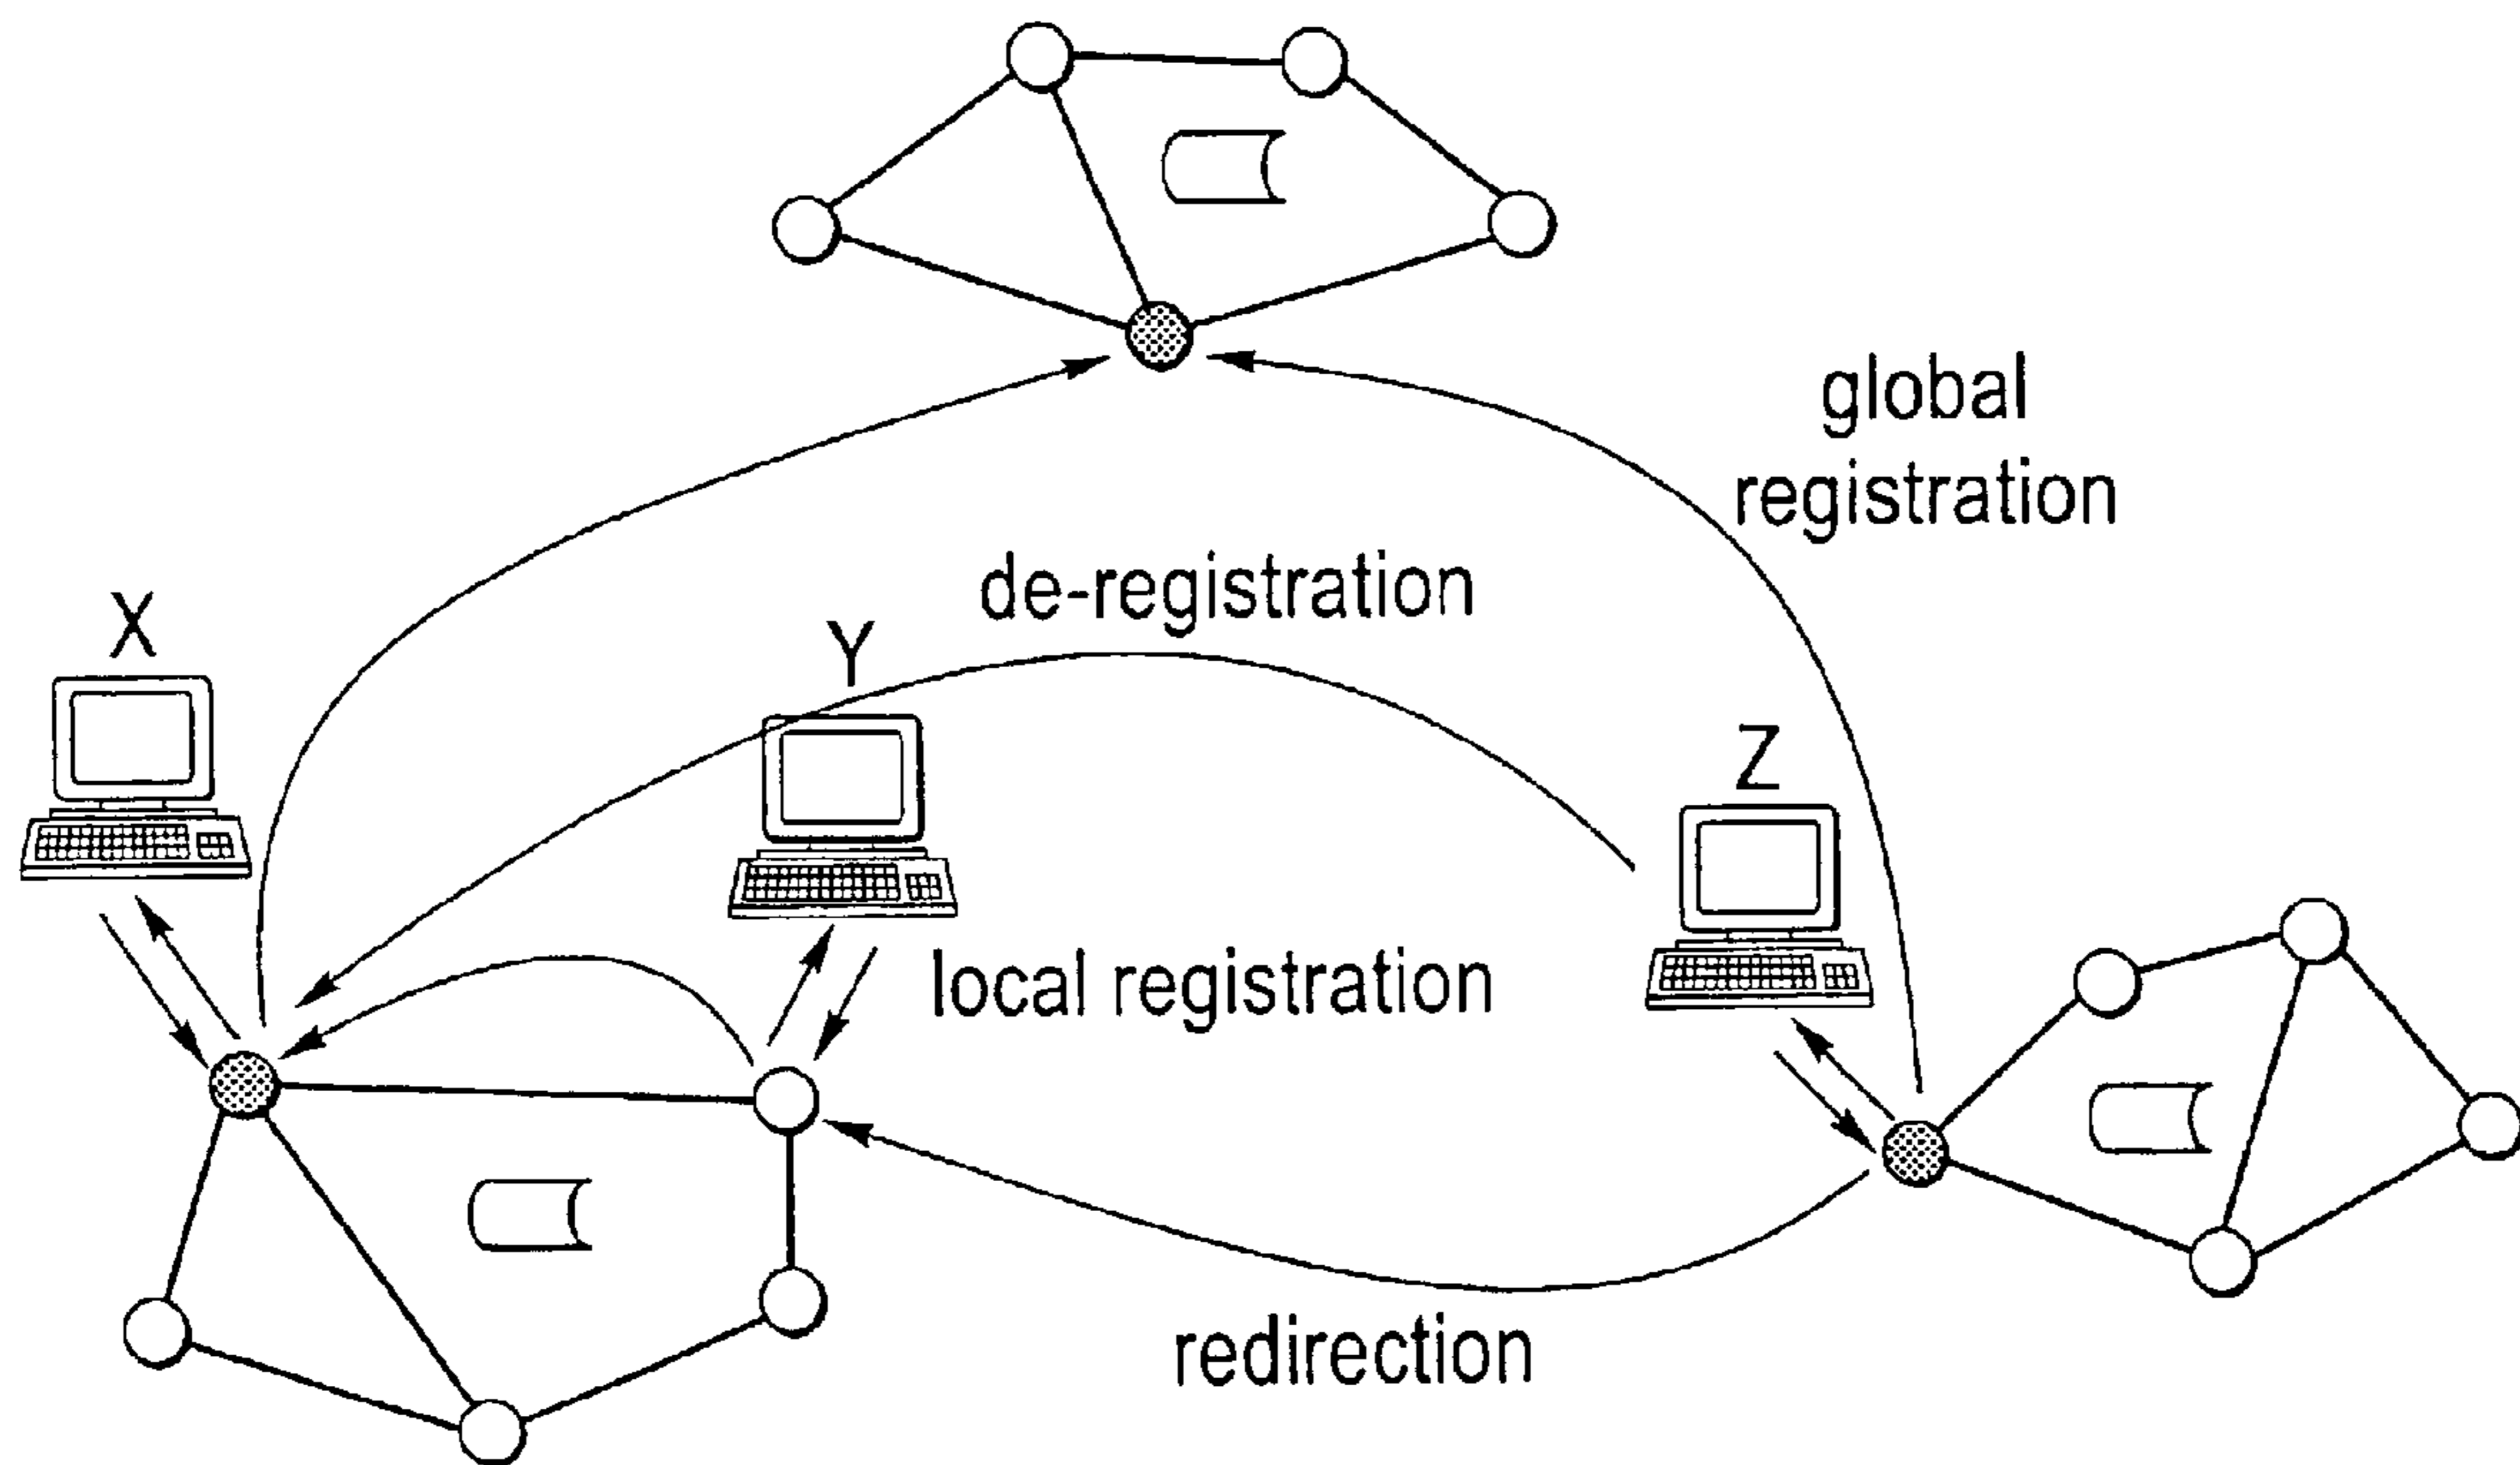 global
registration
de-registration
X
Y
Z
local registration
redirection